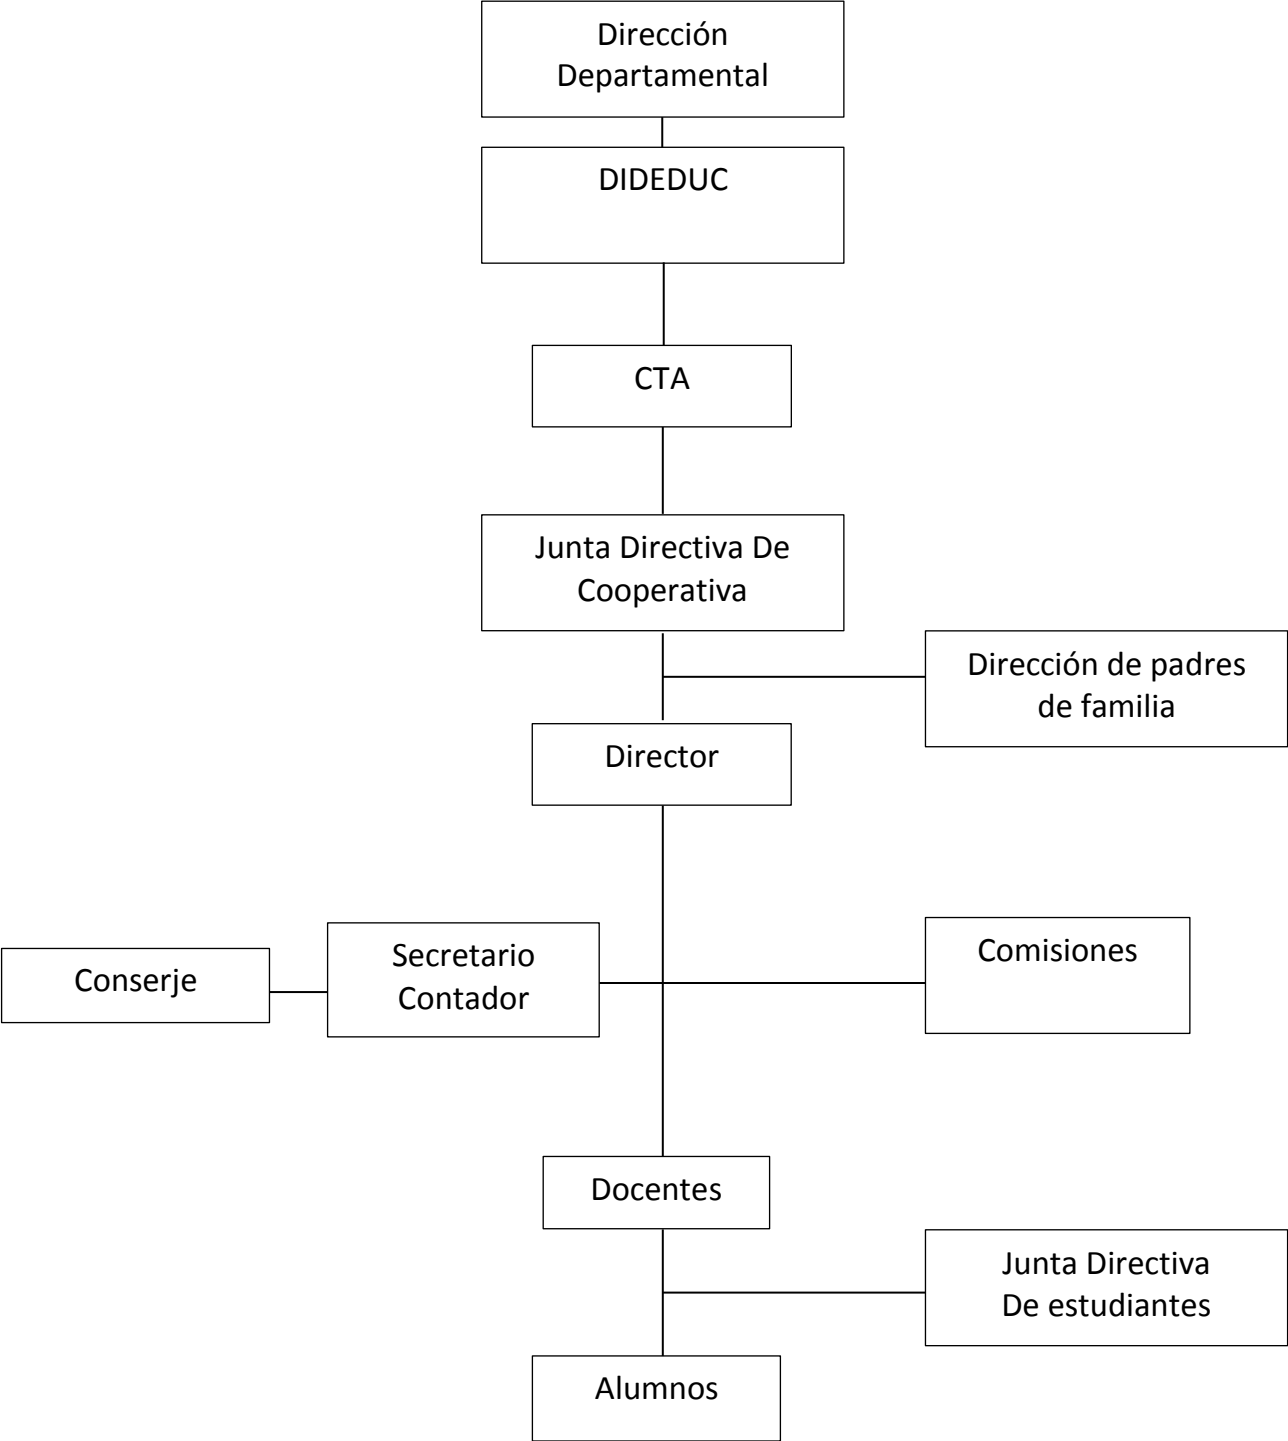 Dirección
Departamental
DIDEDUC
CTA
Junta Directiva De
Cooperativa
Dirección de padres
de familia
Director
Conserje
Secretario
Contador
Comisiones
Docentes
Junta Directiva
De estudiantes
Alumnos